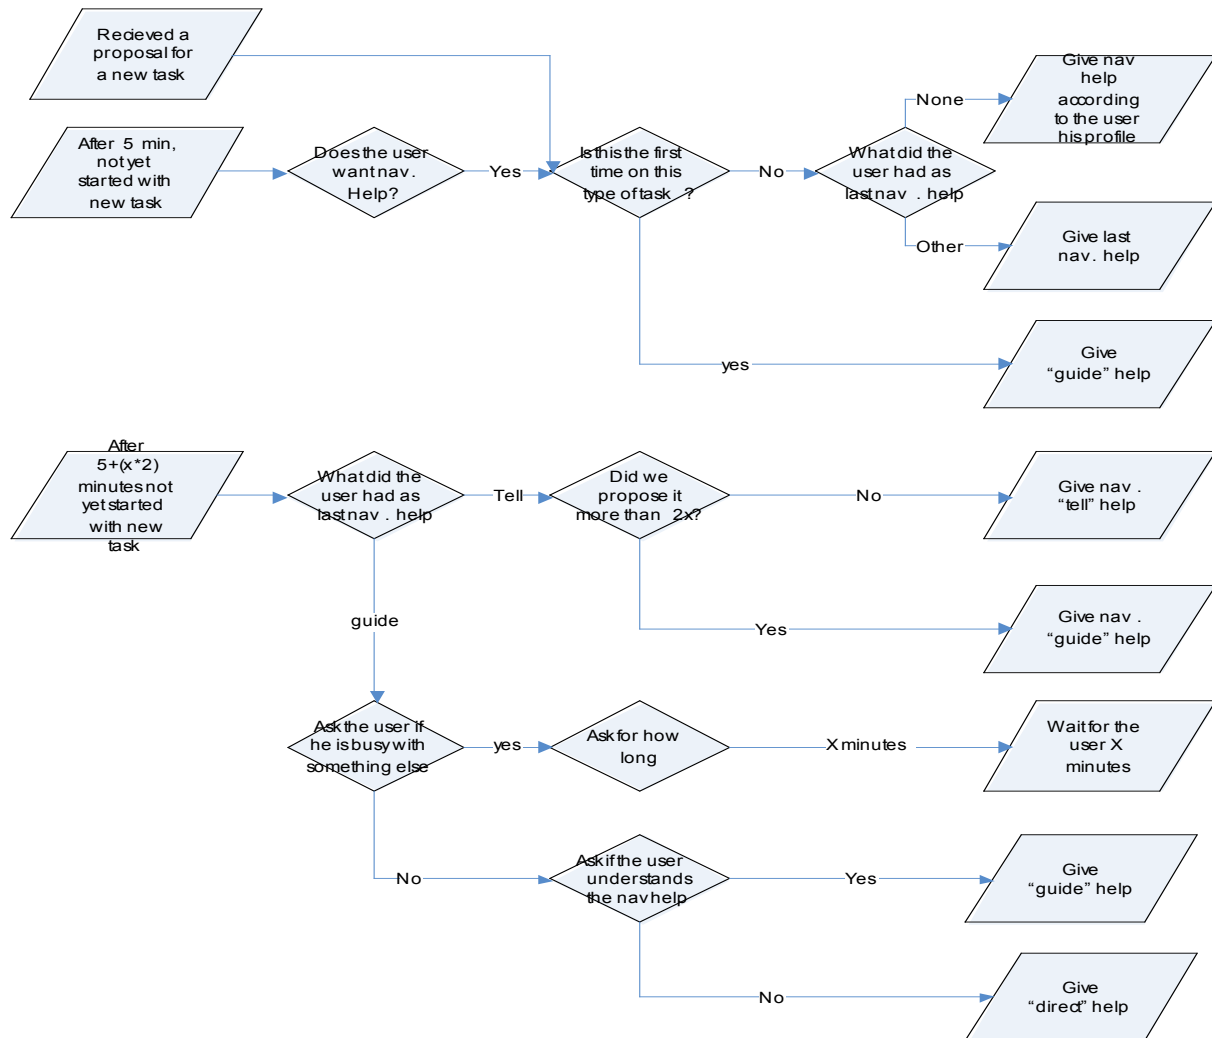 Recieved a
proposal for
a new task
After 5 min,
not yet
started with
new task
Does the user
want nav.
Help?
Yes
Is this the first
time on this
type of task ?
No
What did the
user had as
last nav . help
None
Give nav
help
according
to the user
his profile
Other
Give last
nav. help
yes
Give
“guide” help
After
5+(x*2)
minutes not
yet started
with new
task
What did the
user had as
last nav . help
Tell
Did we
propose it
more than 2x?
No
Give nav .
“tell” help
Yes
Give nav .
“guide” help
guide
Ask the user if
he is busy with
something else
yes
Ask for how
long
X minutes
Wait for the
user X
minutes
No
Ask if the user
understands
the nav help
Yes
Give
“guide” help
No
Give
“direct” help